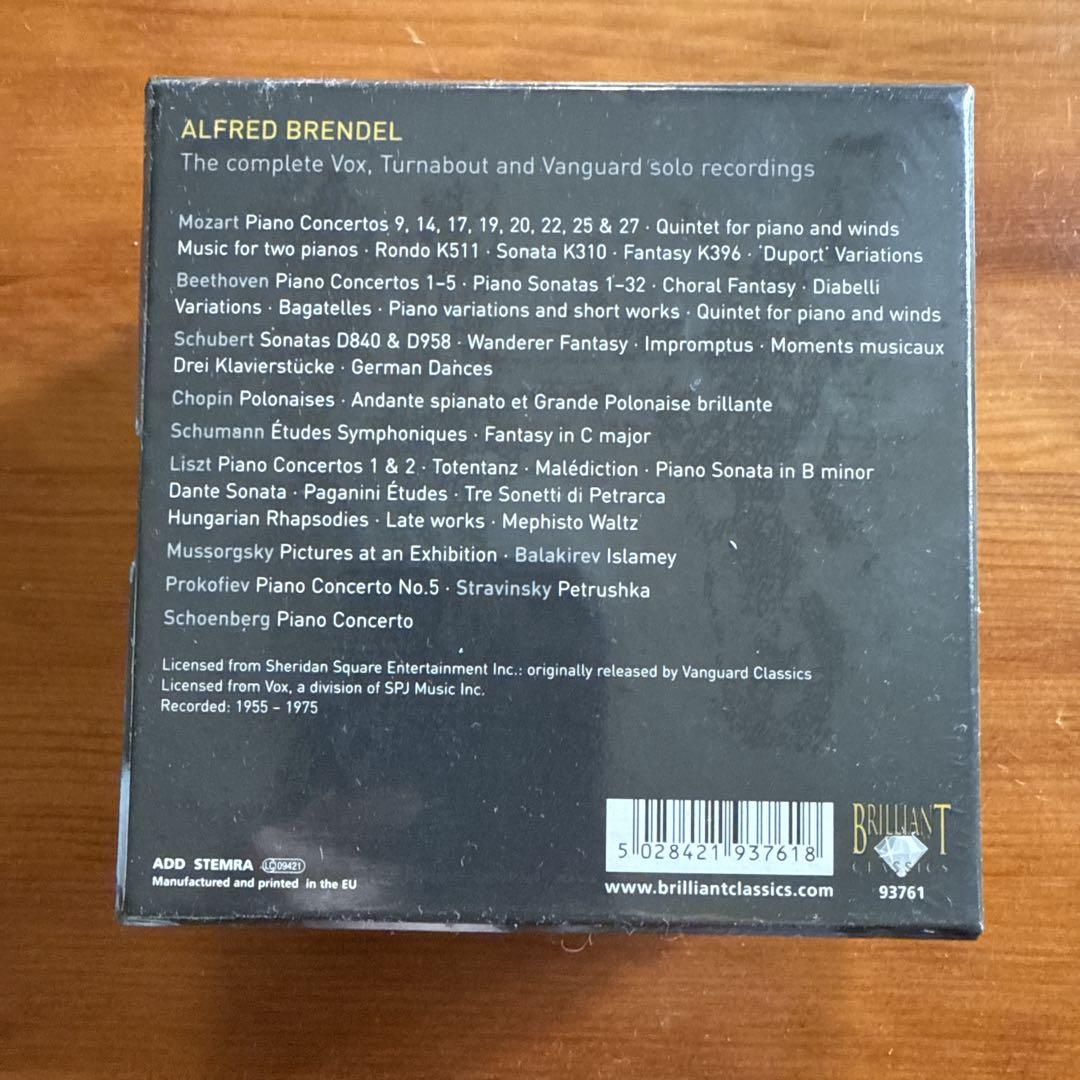 ALFRED BRENDEL
The complete Vox, Turnabout and Vanguard solo recordings
Mozart Piano Concertos 9, 14, 17, 19, 20, 22, 25 & 27 · Quintet for piano and winds
Music for two pianos · Rondo K511 · Sonata K310 · Fantasy K396 · 'Duport' Variations
Beethoven Piano Concertos 1–5 · Piano Sonatas 1–32 · Choral Fantasy · Diabelli
Variations · Bagatelles · Piano variations and short works · Quintet for piano and winds
Schubert Sonatas D840 & D958 · Wanderer Fantasy · Impromptus · Moments musicaux
Drei Klavierstücke · German Dances
Chopin Polonaises · Andante spianato et Grande Polonaise brillante
Schumann Études Symphoniques · Fantasy in C major
Liszt Piano Concertos 1 & 2 · Totentanz · Malédiction · Piano Sonata in B minor
Dante Sonata · Paganini Études · Tre Sonetti di Petrarca
Hungarian Rhapsodies · Late works · Mephisto Waltz
Mussorgsky Pictures at an Exhibition · Balakirev Islamey
Prokofiev Piano Concerto No.5 · Stravinsky Petrushka
Schoenberg Piano Concerto
Licensed from Sheridan Square Entertainment Inc.: originally released by Vanguard Classics
Licensed from Vox, a division of SPJ Music Inc.
Recorded: 1955 – 1975
5 028421 937618
BRILLIANT
CLASSICS
ADD STEMRA LC 09421
Manufactured and printed in the EU
www.brilliantclassics.com
93761